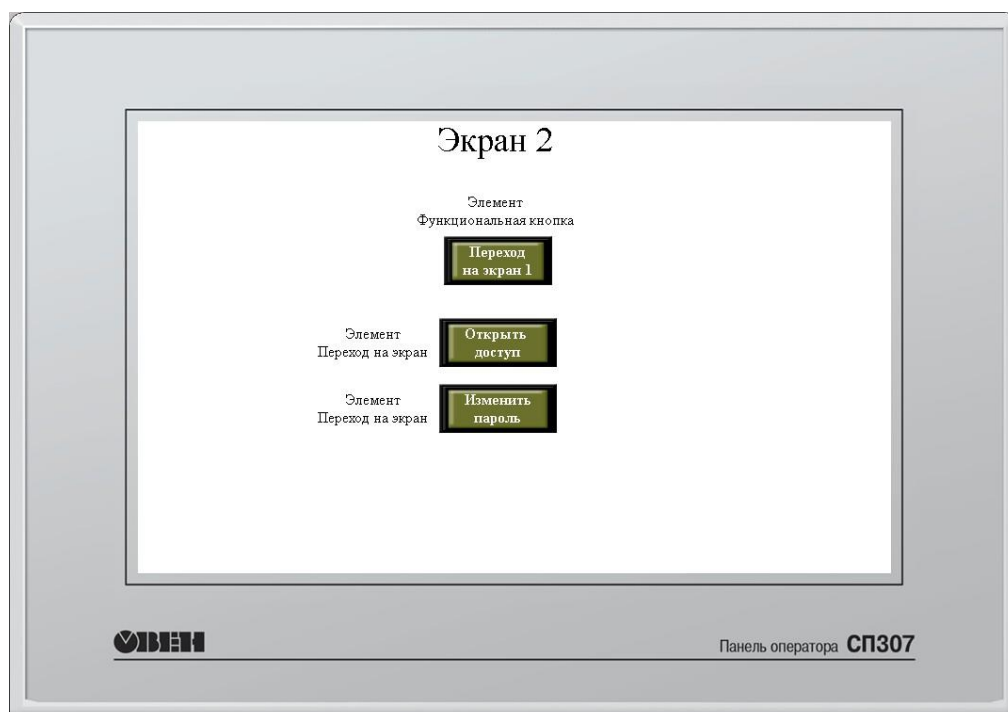 Экран 2
Элемент
Функциональная кнопка
Переход
на экран 1
Элемент
Переход на экран
Открыть
доступ
Элемент
Переход на экран
Изменить
пароль
ОВЕН
Панель оператора СП307